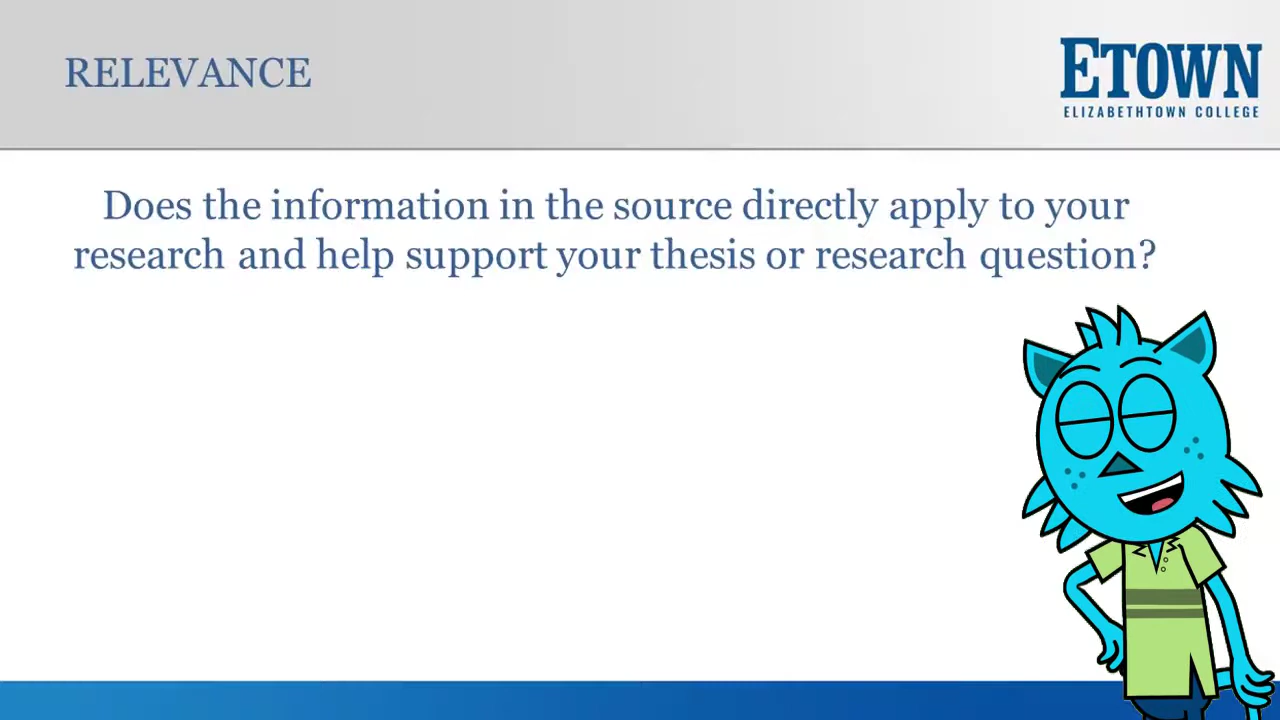 RELEVANCE
ETOWN
ELIZABETHTOWN COLLEGE
Does the information in the source directly apply to your
research and help support your thesis or research question?